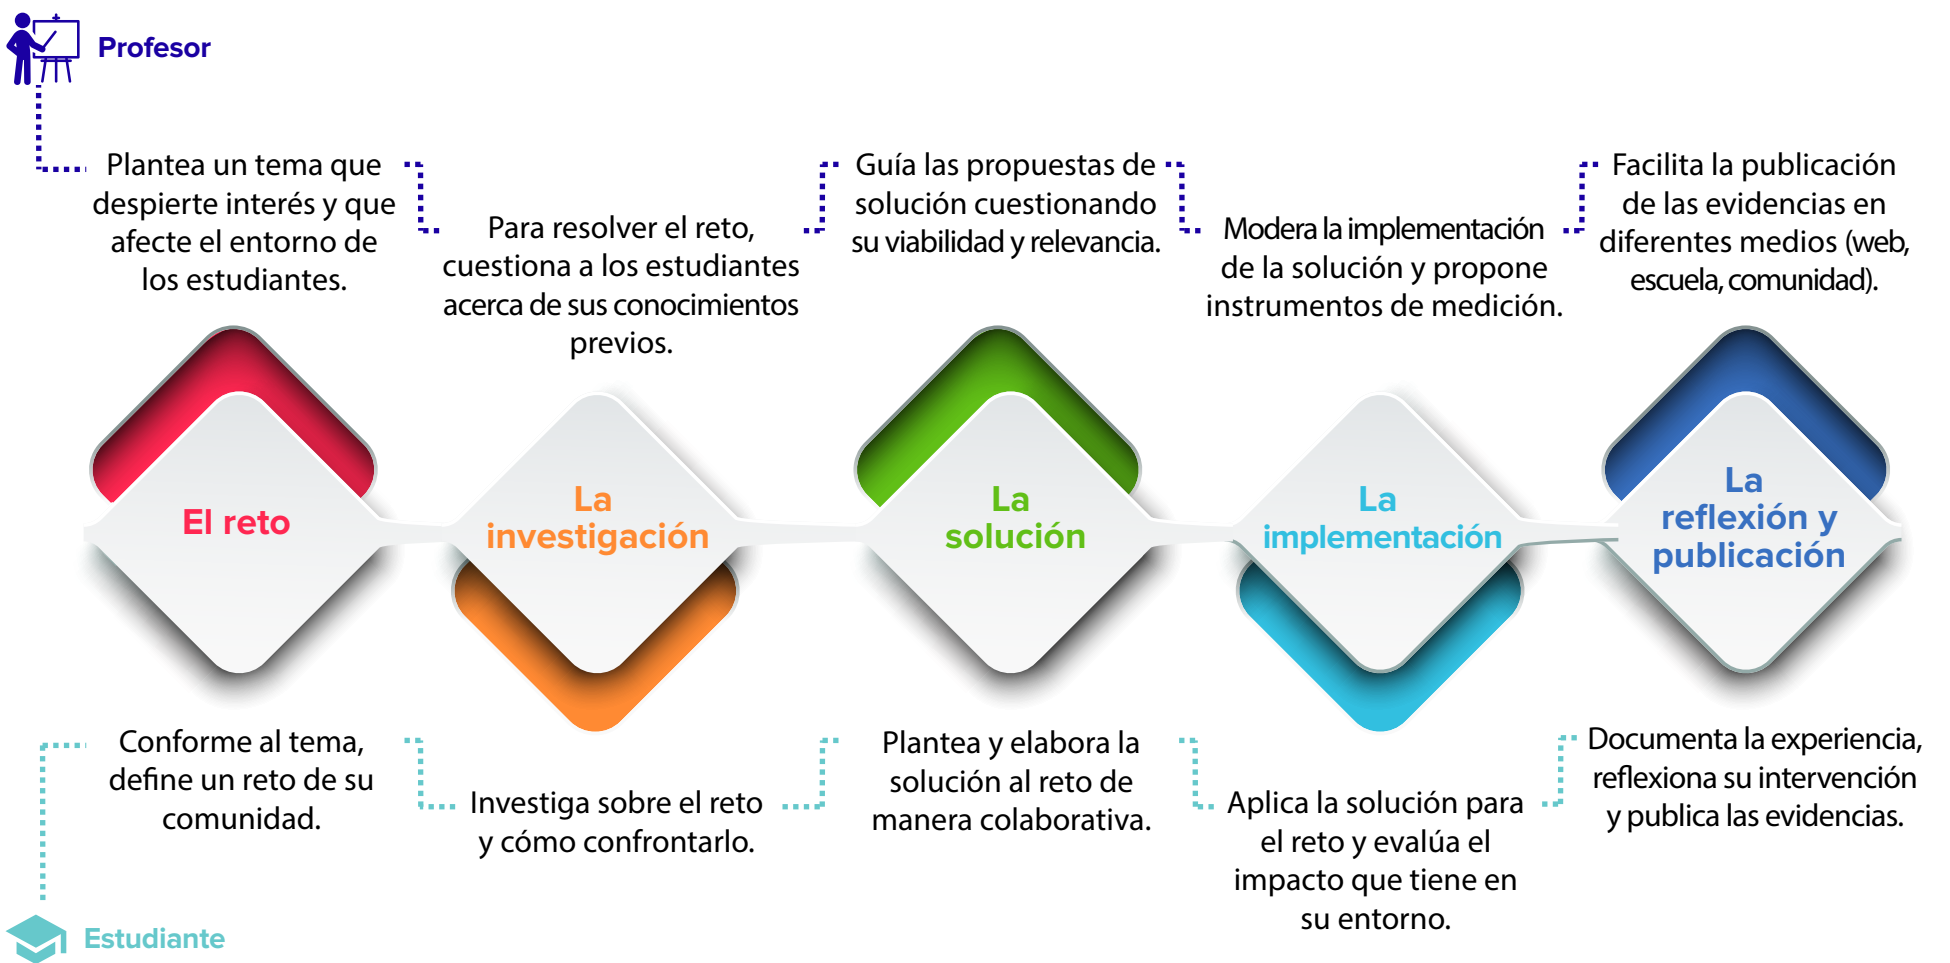 Profesor
Plantea un tema que
despierte interés y que
afecte el entorno de
los estudiantes.
Para resolver el reto,
cuestiona a los estudiantes
acerca de sus conocimientos
previos.
Guía las propuestas de
solución cuestionando
su viabilidad y relevancia.
Modera la implementación
de la solución y propone
instrumentos de medición.
Facilita la publicación
de las evidencias en
diferentes medios (web,
escuela, comunidad).
El reto
La
investigación
La
solución
La
implementación
La
reflexión y
publicación
Conforme al tema,
define un reto de su
comunidad.
Investiga sobre el reto
y cómo confrontarlo.
Plantea y elabora la
solución al reto de
manera colaborativa.
Aplica la solución para
el reto y evalúa el
impacto que tiene en
su entorno.
Documenta la experiencia,
reflexiona su intervención
y publica las evidencias.
Estudiante